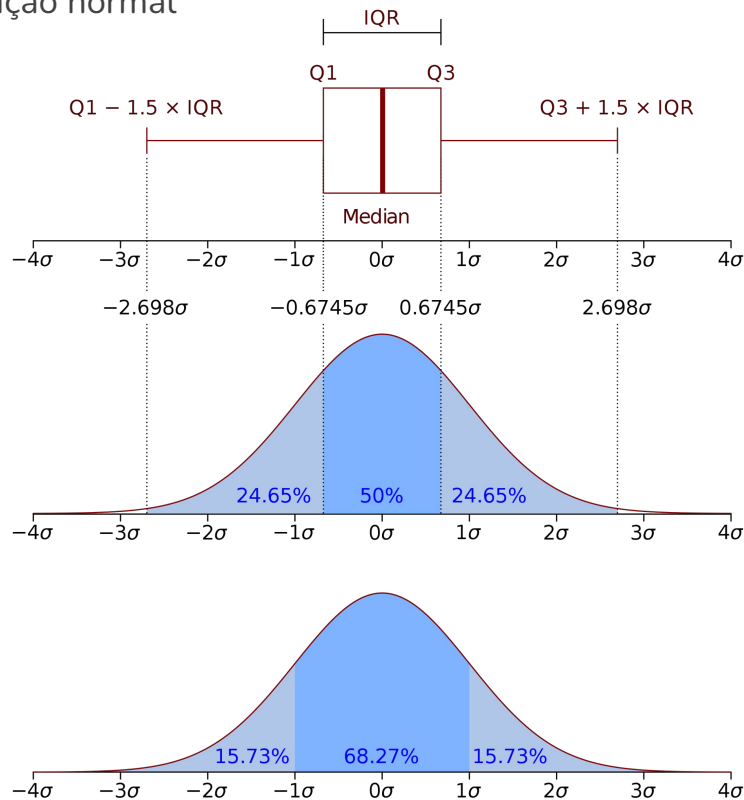 ição normal
IQR
Q1 Q3
Q1 − 1.5 × IQR Q3 + 1.5 × IQR
Median
−4σ −3σ −2σ −1σ 0σ 1σ 2σ 3σ 4σ
−2.698σ −0.6745σ 0.6745σ 2.698σ
24.65% 50% 24.65%
−4σ −3σ −2σ −1σ 0σ 1σ 2σ 3σ 4σ
15.73% 68.27% 15.73%
−4σ −3σ −2σ −1σ 0σ 1σ 2σ 3σ 4σ